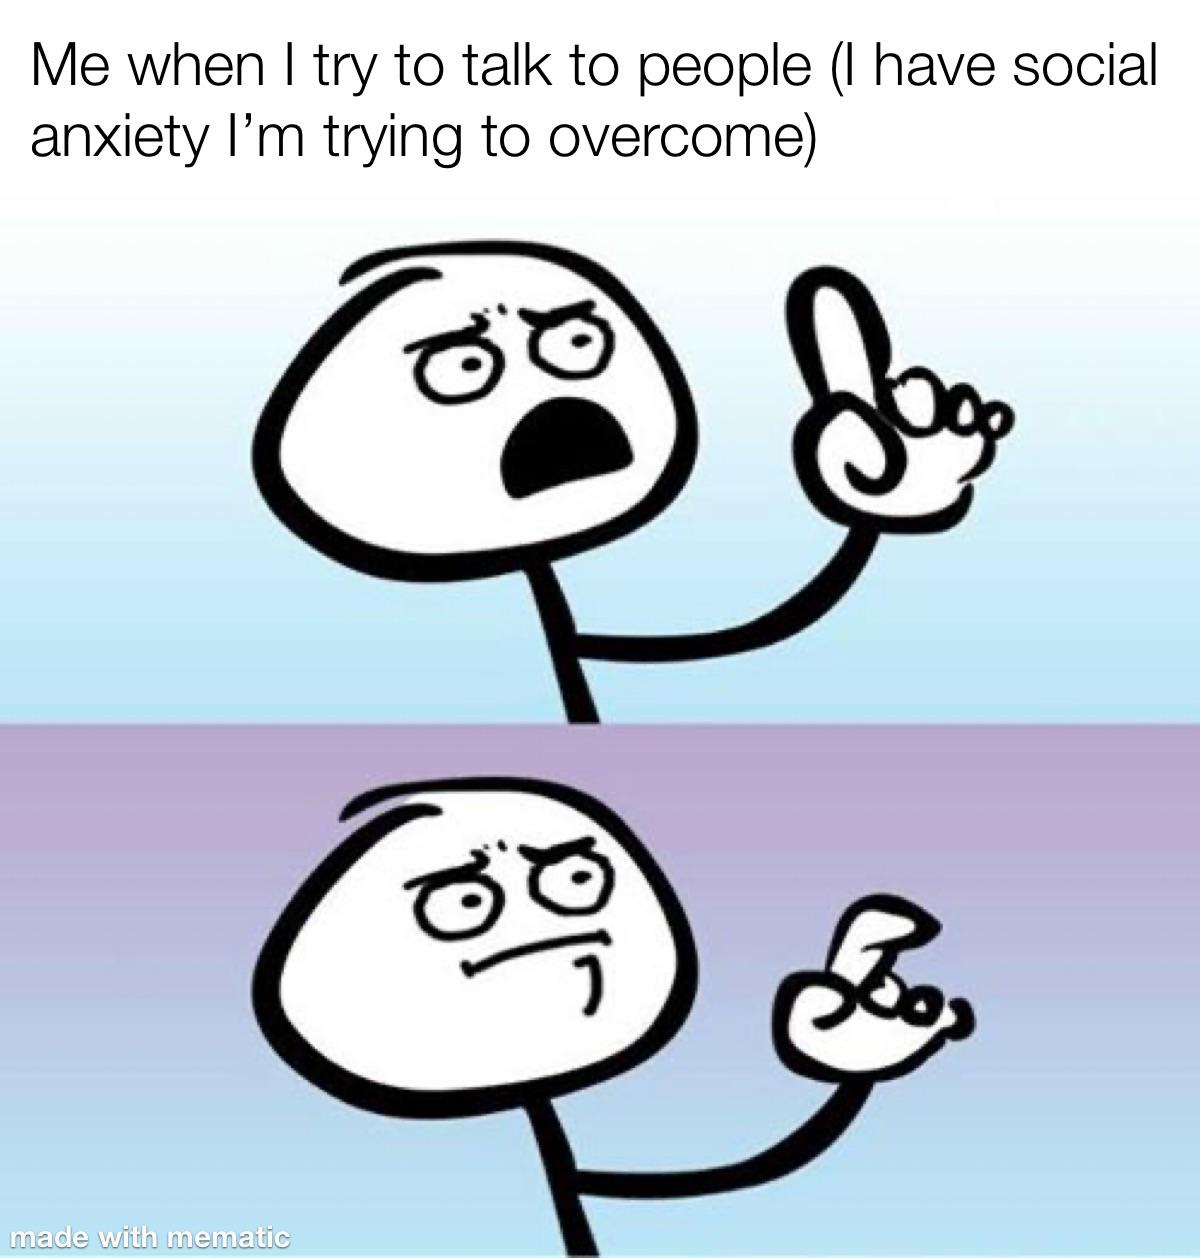 Me when I try to talk to people (I have social
anxiety I’m trying to overcome)
made with mematic